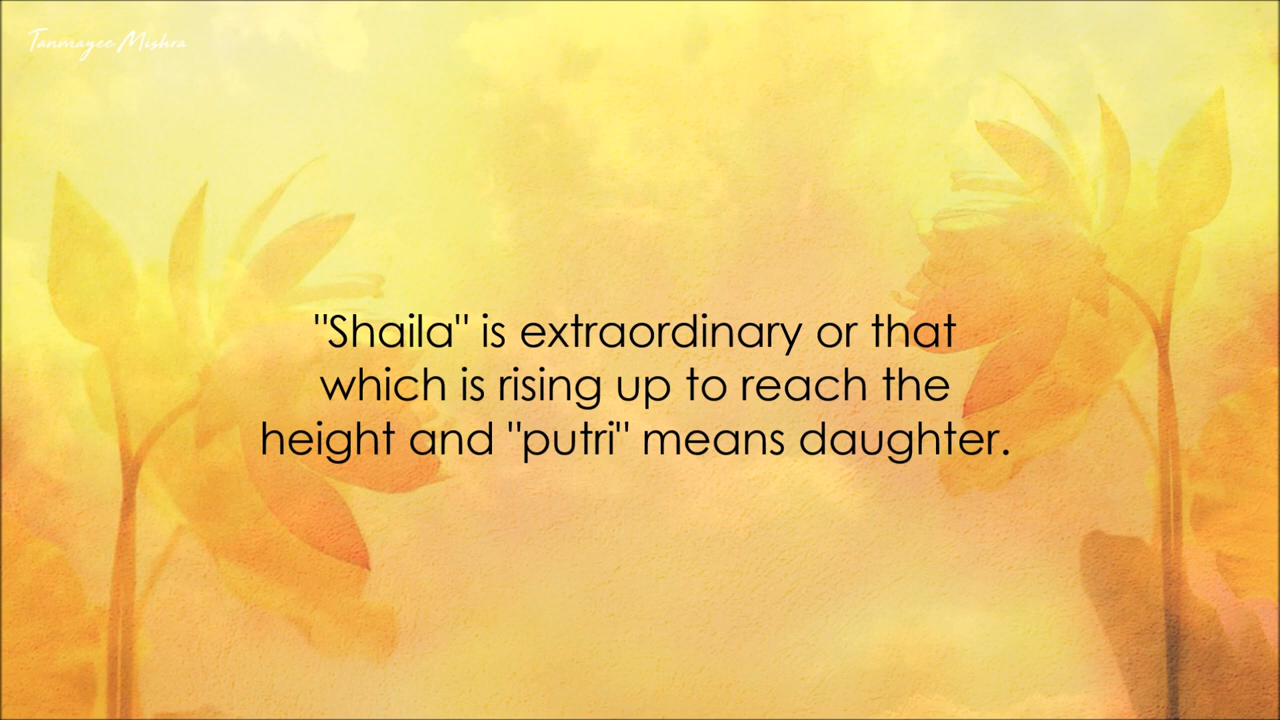 Tanmayee Mishra
"Shaila" is extraordinary or that
which is rising up to reach the
height and "putri" means daughter.